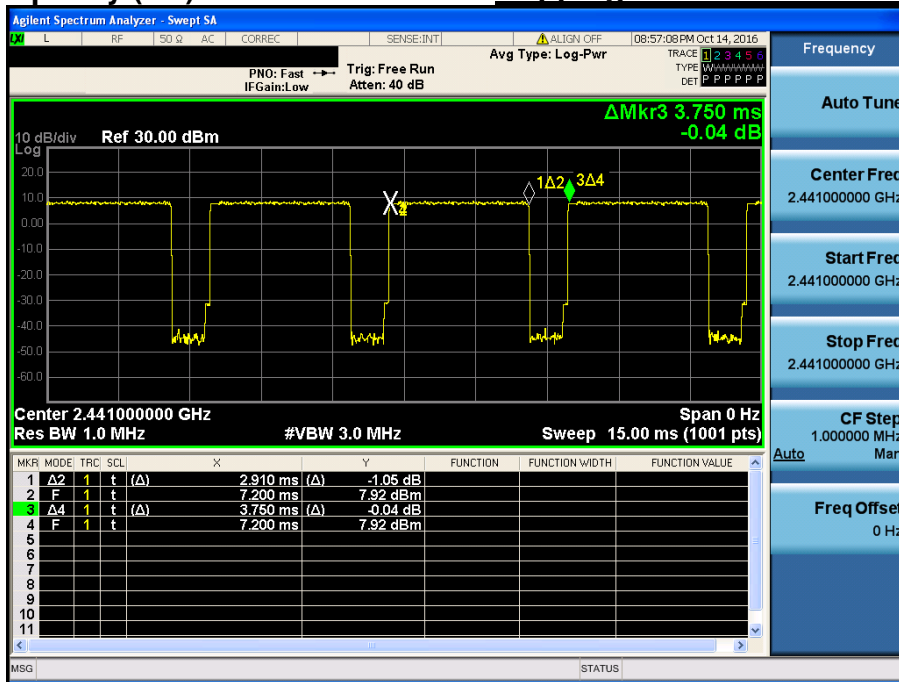 Agilent Spectrum Analyzer - Swept SA
LXI L RF 50 Ω AC CORREC SENSE:INT ALIGN OFF 08:57:08 PM Oct 14, 2016
Avg Type: Log-Pwr
TRACE 1 2 3 4 5 6
TYPE WWWWWW
DET P P P P P P
PNO: Fast
IFGain:Low
Trig: Free Run
Atten: 40 dB
ΔMkr3 3.750 ms
-0.04 dB
10 dB/div Ref 30.00 dBm
Log
20.0
10.0
0.00
-10.0
-20.0
-30.0
-40.0
-50.0
-60.0
1Δ2 3Δ4
Center 2.441000000 GHz Span 0 Hz
Res BW 1.0 MHz #VBW 3.0 MHz Sweep 15.00 ms (1001 pts)
MKR MODE TRC SCL X Y FUNCTION FUNCTION WIDTH FUNCTION VALUE
1 Δ2 1 t (Δ) 2.910 ms (Δ) -1.05 dB
2 F 1 t 7.200 ms 7.92 dBm
3 Δ4 1 t (Δ) 3.750 ms (Δ) -0.04 dB
4 F 1 t 7.200 ms 7.92 dBm
5
6
7
8
9
10
11
MSG STATUS
Frequency
Auto Tune
Center Freq
2.441000000 GHz
Start Freq
2.441000000 GHz
Stop Freq
2.441000000 GHz
CF Step
1.000000 MHz
Auto Man
Freq Offset
0 Hz